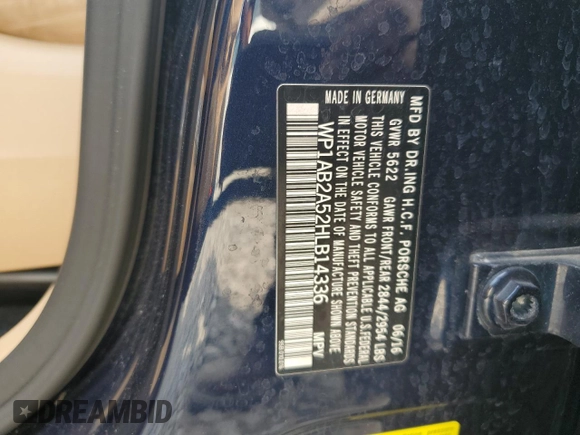 MFD BY DR.ING H.C.F. PORSCHE AG 06/16
GVWR 5622 GAWR FRONT/REAR 2844/2954 LBS
THIS VEHICLE CONFORMS TO ALL APPLICABLE U.S.FEDERAL
MOTOR VEHICLE SAFETY AND THEFT PREVENTION STANDARDS
IN EFFECT ON THE DATE OF MANUFACTURE SHOWN ABOVE
WP1AB2A52HLB14336 MPV
MADE IN GERMANY
DREAMBID